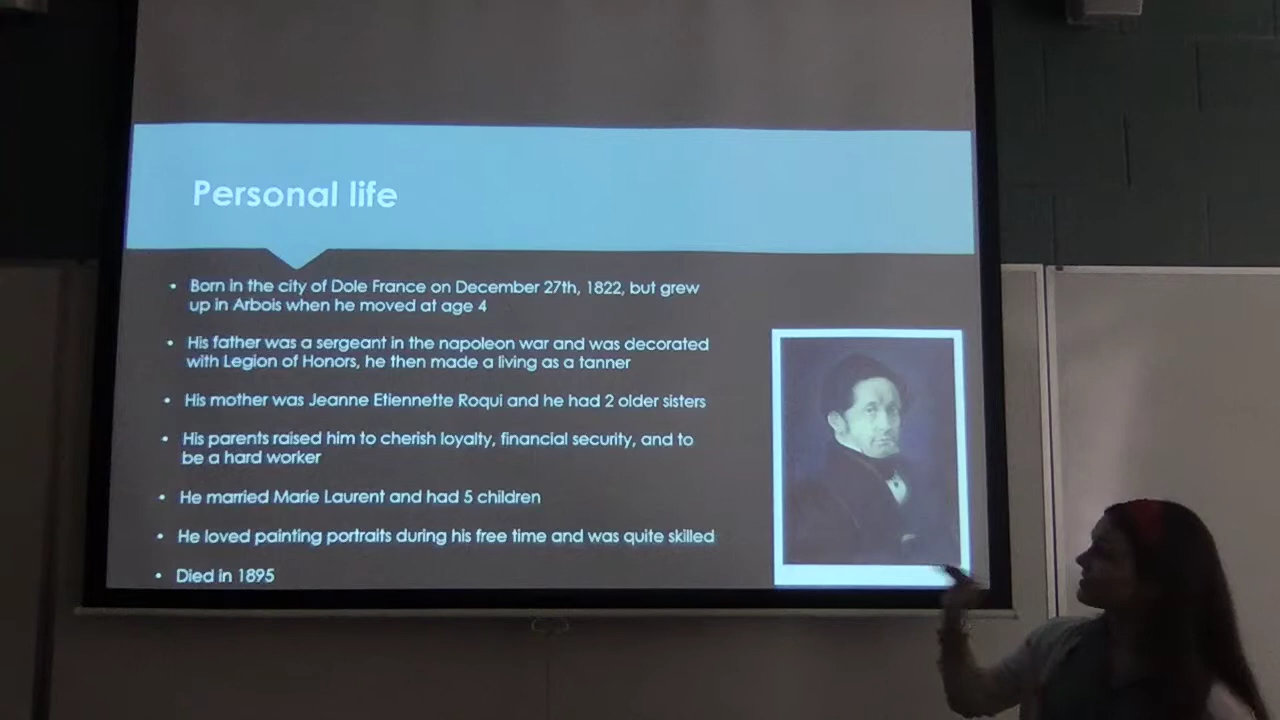 Personal life
• Born in the city of Dole France on December 27th, 1822, but grew
up in Arbois when he moved at age 4
• His father was a sergeant in the napoleon war and was decorated
with Legion of Honors, he then made a living as a tanner
• His mother was Jeanne Etiennette Roqui and he had 2 older sisters
• His parents raised him to cherish loyalty, financial security, and to
be a hard worker
• He married Marie Laurent and had 5 children
• He loved painting portraits during his free time and was quite skilled
• Died in 1895